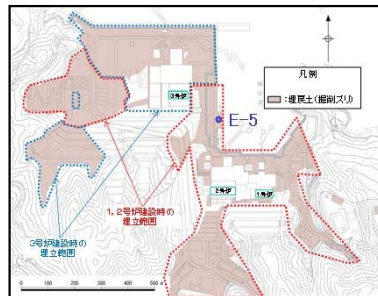 凡例
:埋戻土(掘削ズリ)
3号炉
E-5
2号炉
1号炉
1, 2号炉建設時の
埋立範囲
3号炉建設時の
埋立範囲
0 100 200 300 400 500 m